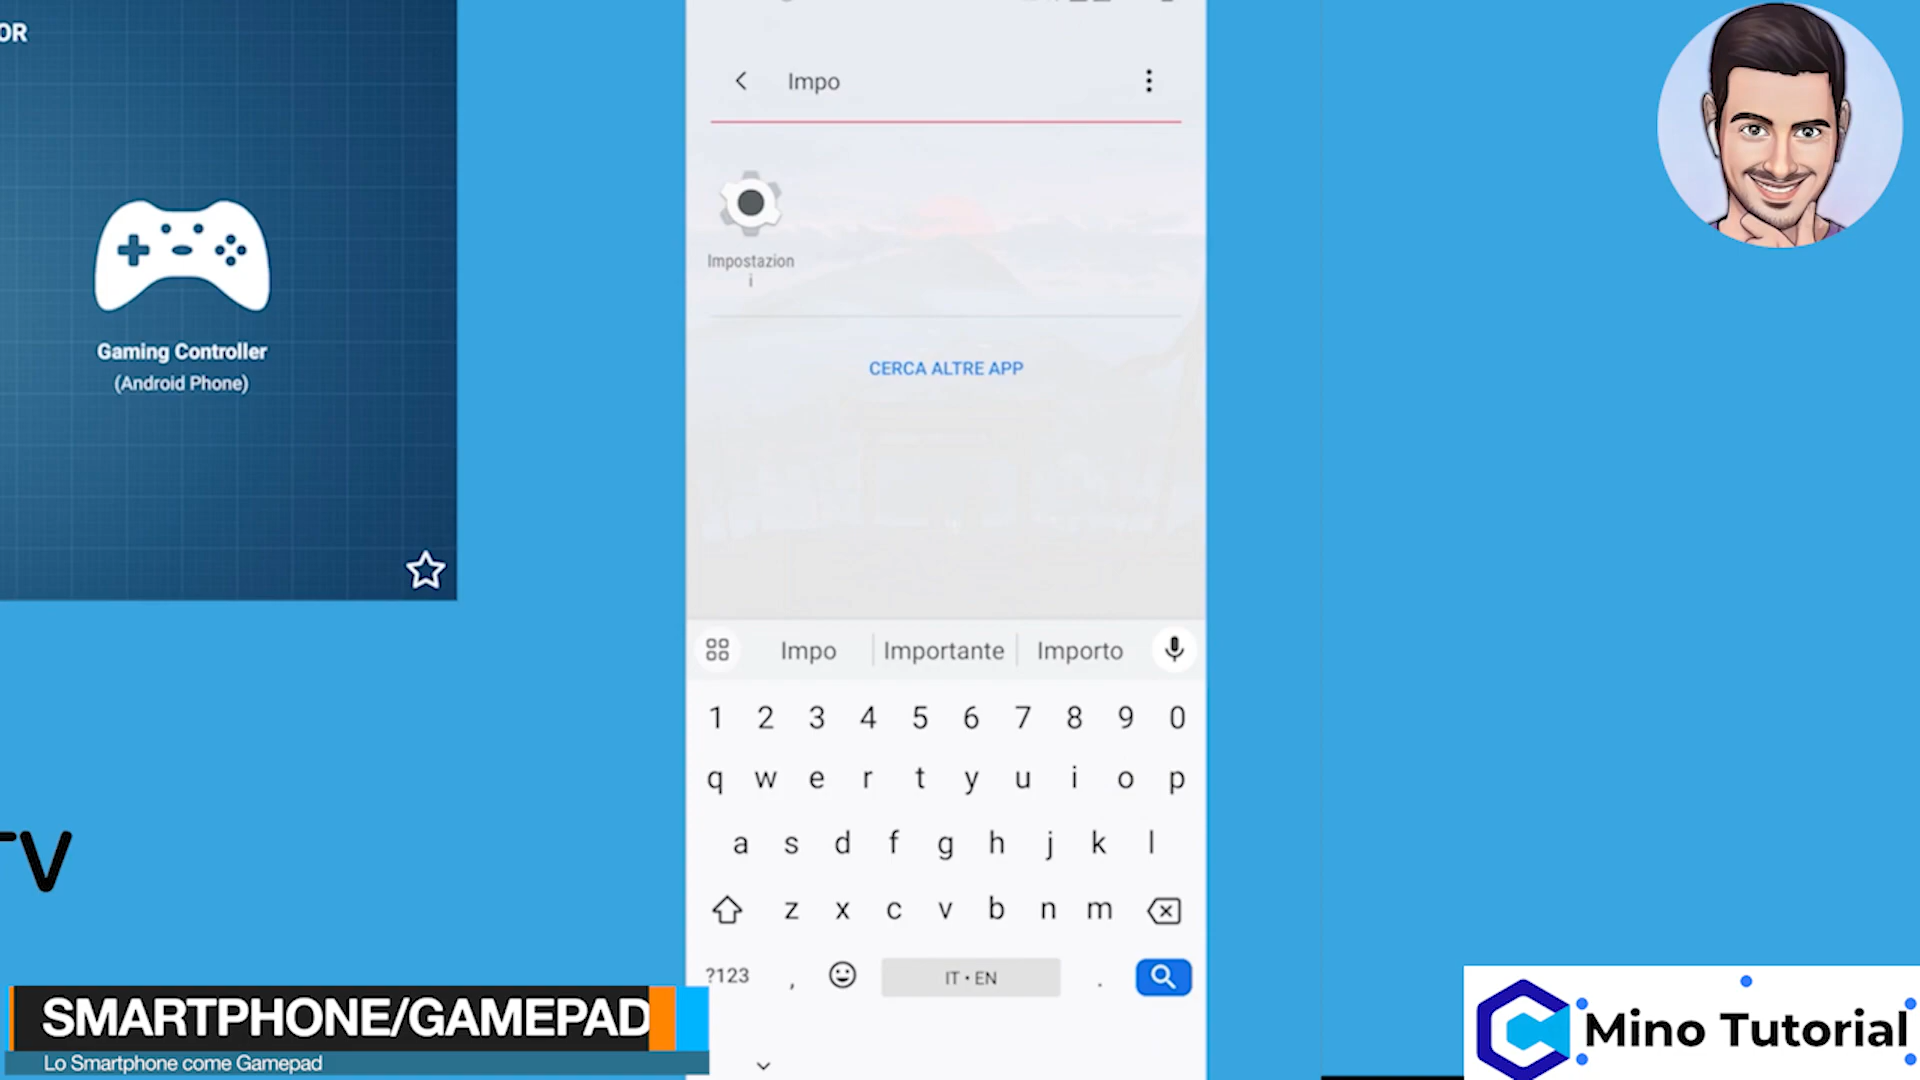 OR
Gaming Controller
(Android Phone)
Impo
Impostazion
i
CERCA ALTRE APP
Impo Importante Importo
1 2 3 4 5 6 7 8 9 0
q w e r t y u i o p
a s d f g h j k l
z x c v b n m
?123 , IT • EN .
TV
SMARTPHONE/GAMEPAD
Lo Smartphone come Gamepad
Mino Tutorial